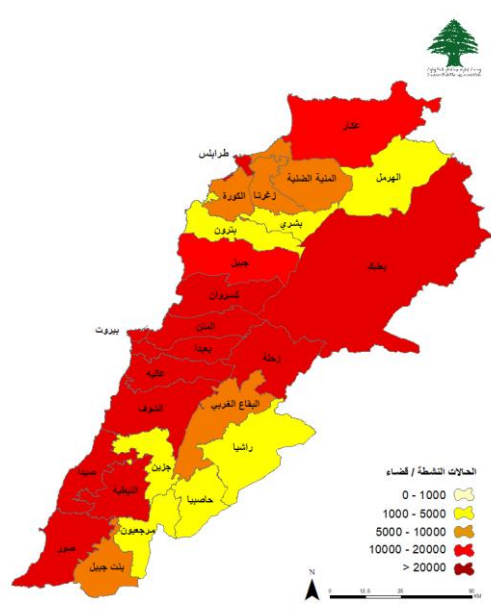 عكار
طرابلس
المنية الضنية
الهرمل
زغرتا
الكورة
بشري
بترون
بعلبك
جبيل
كسروان
المتن
بيروت
بعبدا
زحلة
عاليه
الشوف
البقاع الغربي
راشيا
جزين
صيدا
النبطية
حاصبيا
مرجعيون
صور
بنت جبيل
الحالات النشطة / قضاء
0 - 1000
1000 - 5000
5000 - 10000
10000 - 20000
> 20000
N